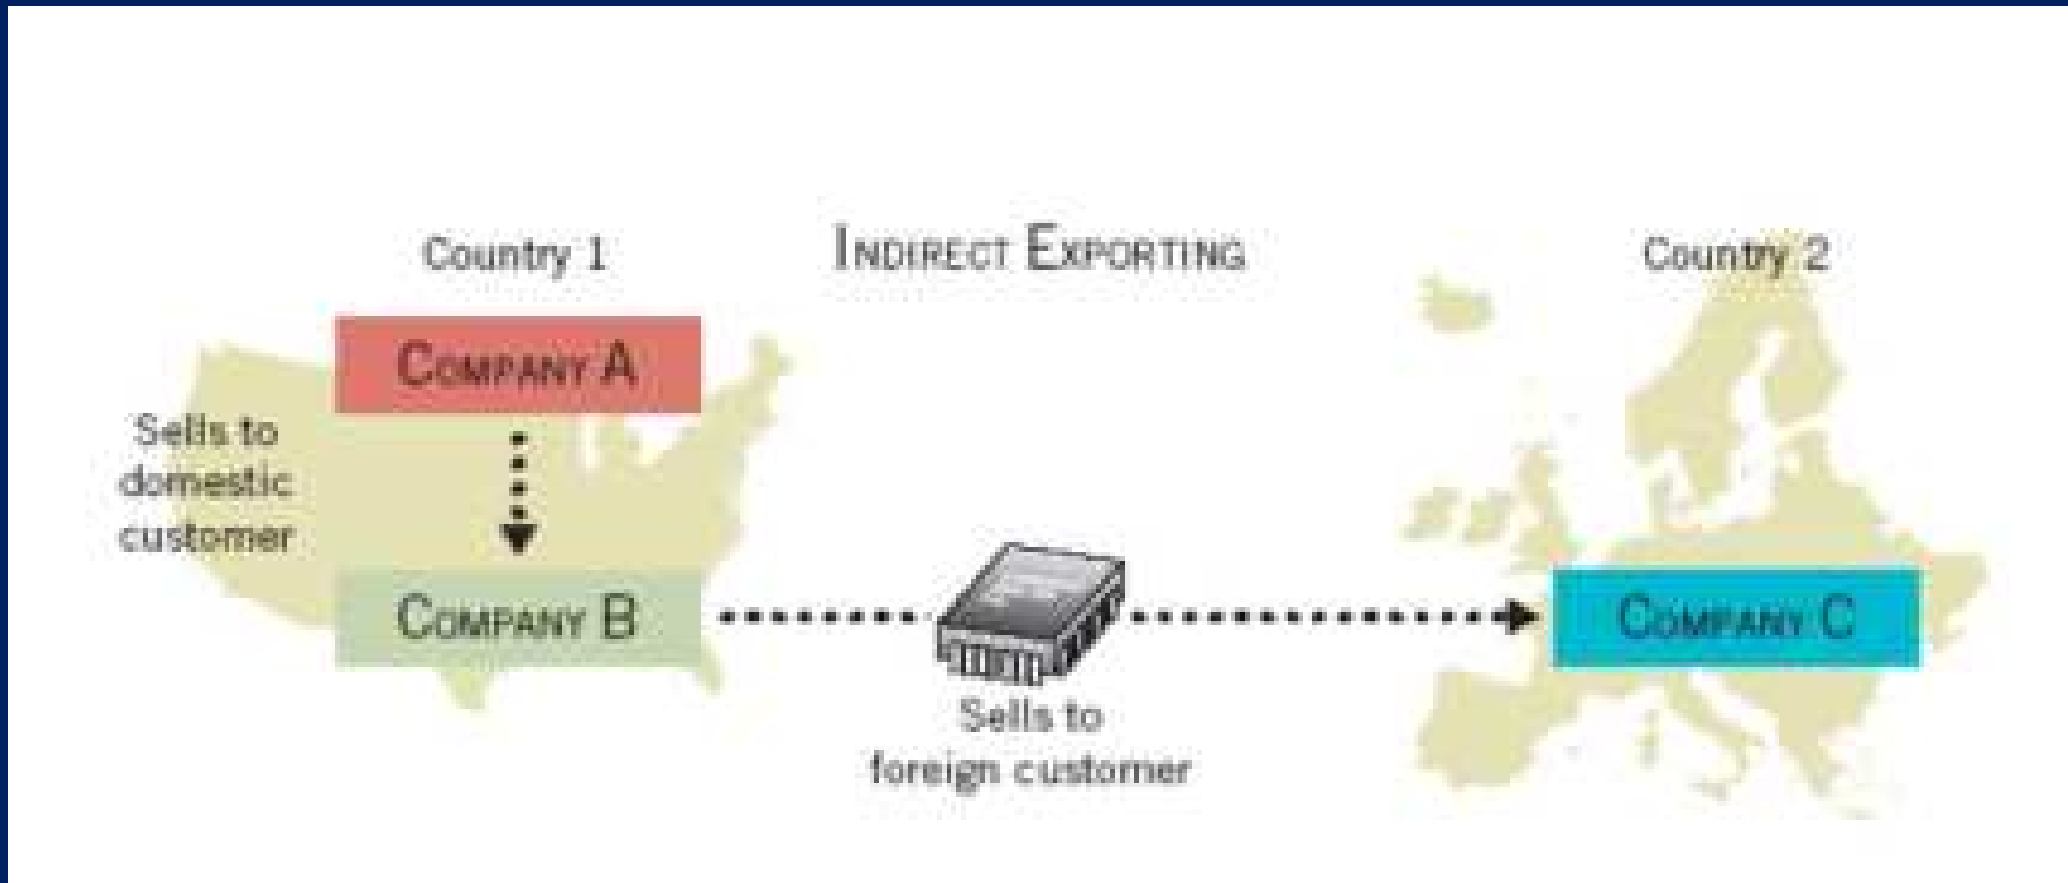 Country 1
INDIRECT EXPORTING
Country 2
COMPANY A
Sells to
domestic
customer
COMPANY B
COMPANY C
Sells to
foreign customer